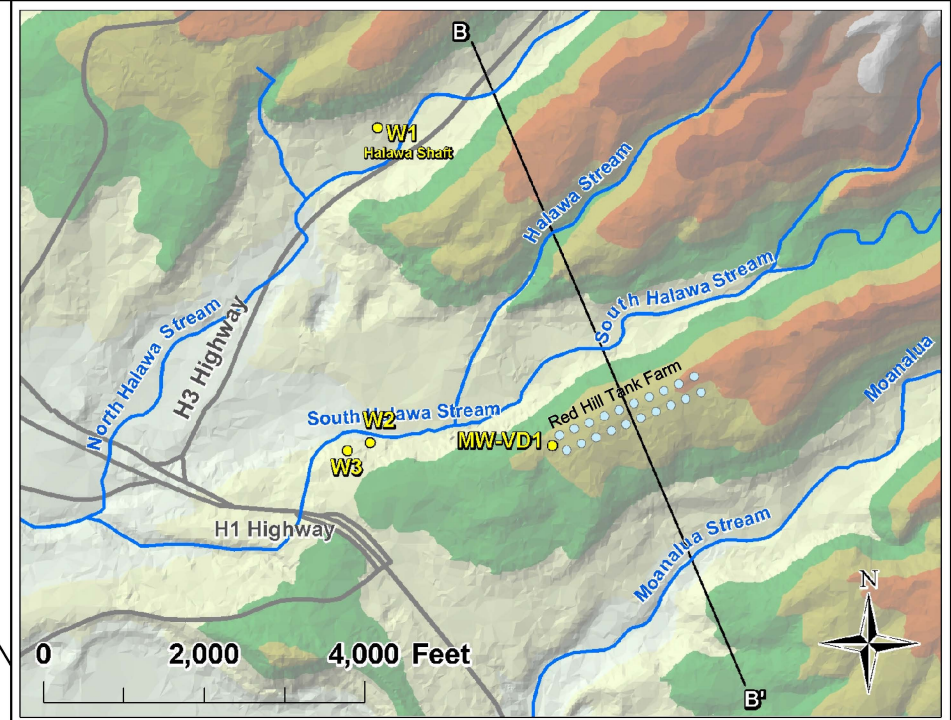 B
W1
Halawa Shaft
Halawa Stream
South Halawa Stream
North Halawa Stream
H3 Highway
Red Hill Tank Farm
Moanalua
South Halawa Stream
W2
MW-VD1
W3
H1 Highway
Moanalua Stream
N
0 2,000 4,000 Feet
B'